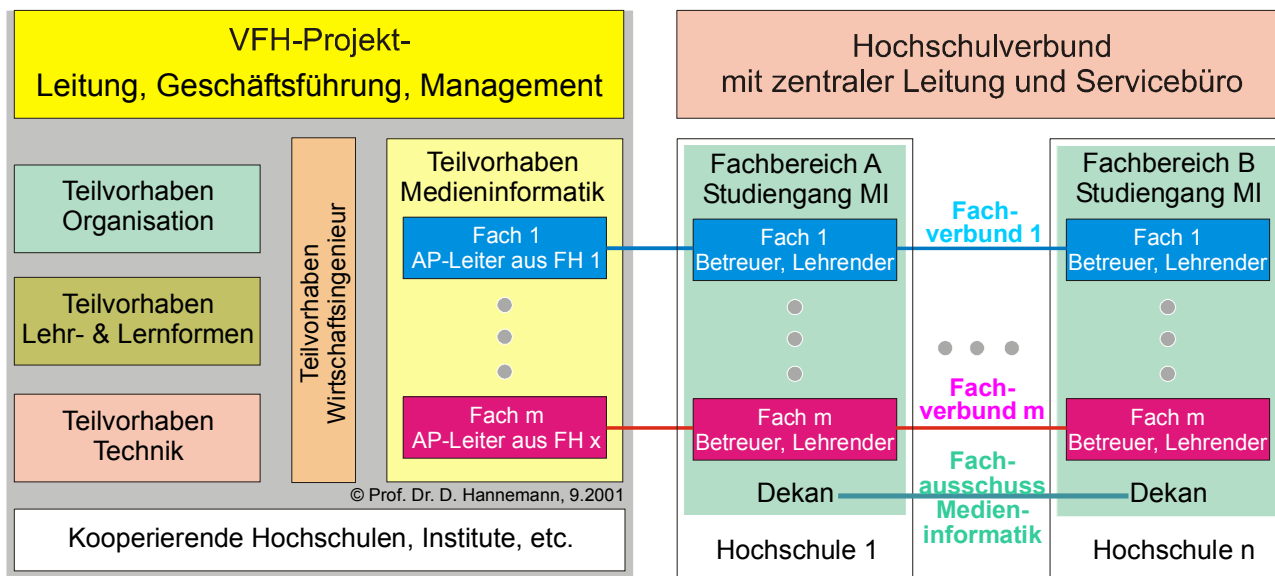 VFH-Projekt-
Leitung, Geschäftsführung, Management
Teilvorhaben
Organisation
Teilvorhaben
Lehr- & Lernformen
Teilvorhaben
Technik
Teilvorhaben
Wirtschaftsingenieur
Teilvorhaben
Medieninformatik
Fach 1
AP-Leiter aus FH 1
Fach m
AP-Leiter aus FH x
© Prof. Dr. D. Hannemann, 9.2001
Kooperierende Hochschulen, Institute, etc.
Hochschulverbund
mit zentraler Leitung und Servicebüro
Fachbereich A
Studiengang MI
Fach 1
Betreuer, Lehrender
Fach m
Betreuer, Lehrender
Dekan
Hochschule 1
Fach-
verbund 1
Fach-
verbund m
Fach-
ausschuss
Medien-
informatik
Fachbereich B
Studiengang MI
Fach 1
Betreuer, Lehrender
Fach m
Betreuer, Lehrender
Dekan
Hochschule n